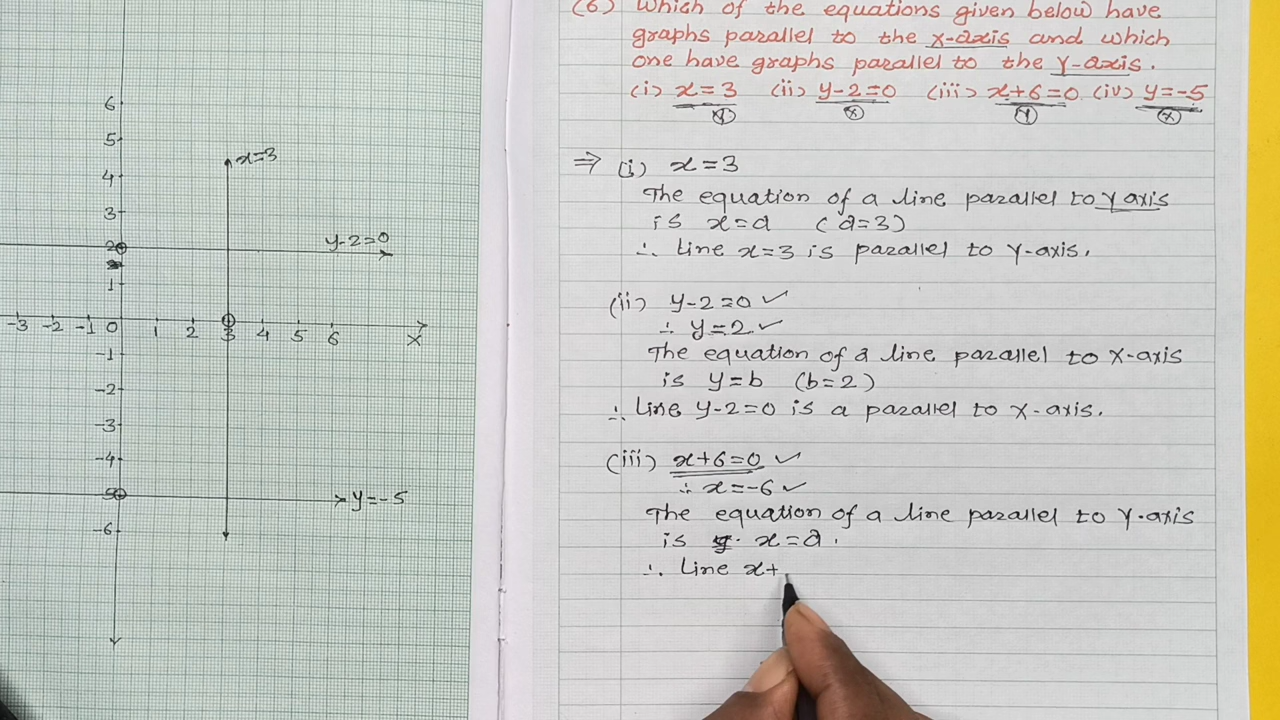 6
5
4
3
2
1
-3 -2 -1 0 1 2 3 4 5 6 X
-1
-2
-3
-4
-5
-6
x=3
y-2=0
y=-5
(6) Which of the equations given below have
graphs parallel to the x-axis and which
one have graphs parallel to the Y-axis.
(i) x=3 (ii) y-2=0 (iii) x+6=0 (iv) y=-5
Y X Y X
⇒ (i) x=3
The equation of a line parallel to Y axis
is x=a (a=3)
∴ Line x=3 is parallel to Y-axis.
(ii) y-2=0 ✓
∴ y=2 ✓
The equation of a line parallel to X-axis
is y=b (b=2)
∴ Line y-2=0 is a parallel to X-axis.
(iii) x+6=0 ✓
∴ x=-6 ✓
The equation of a line parallel to Y-axis
is x=a.
∴ Line x+